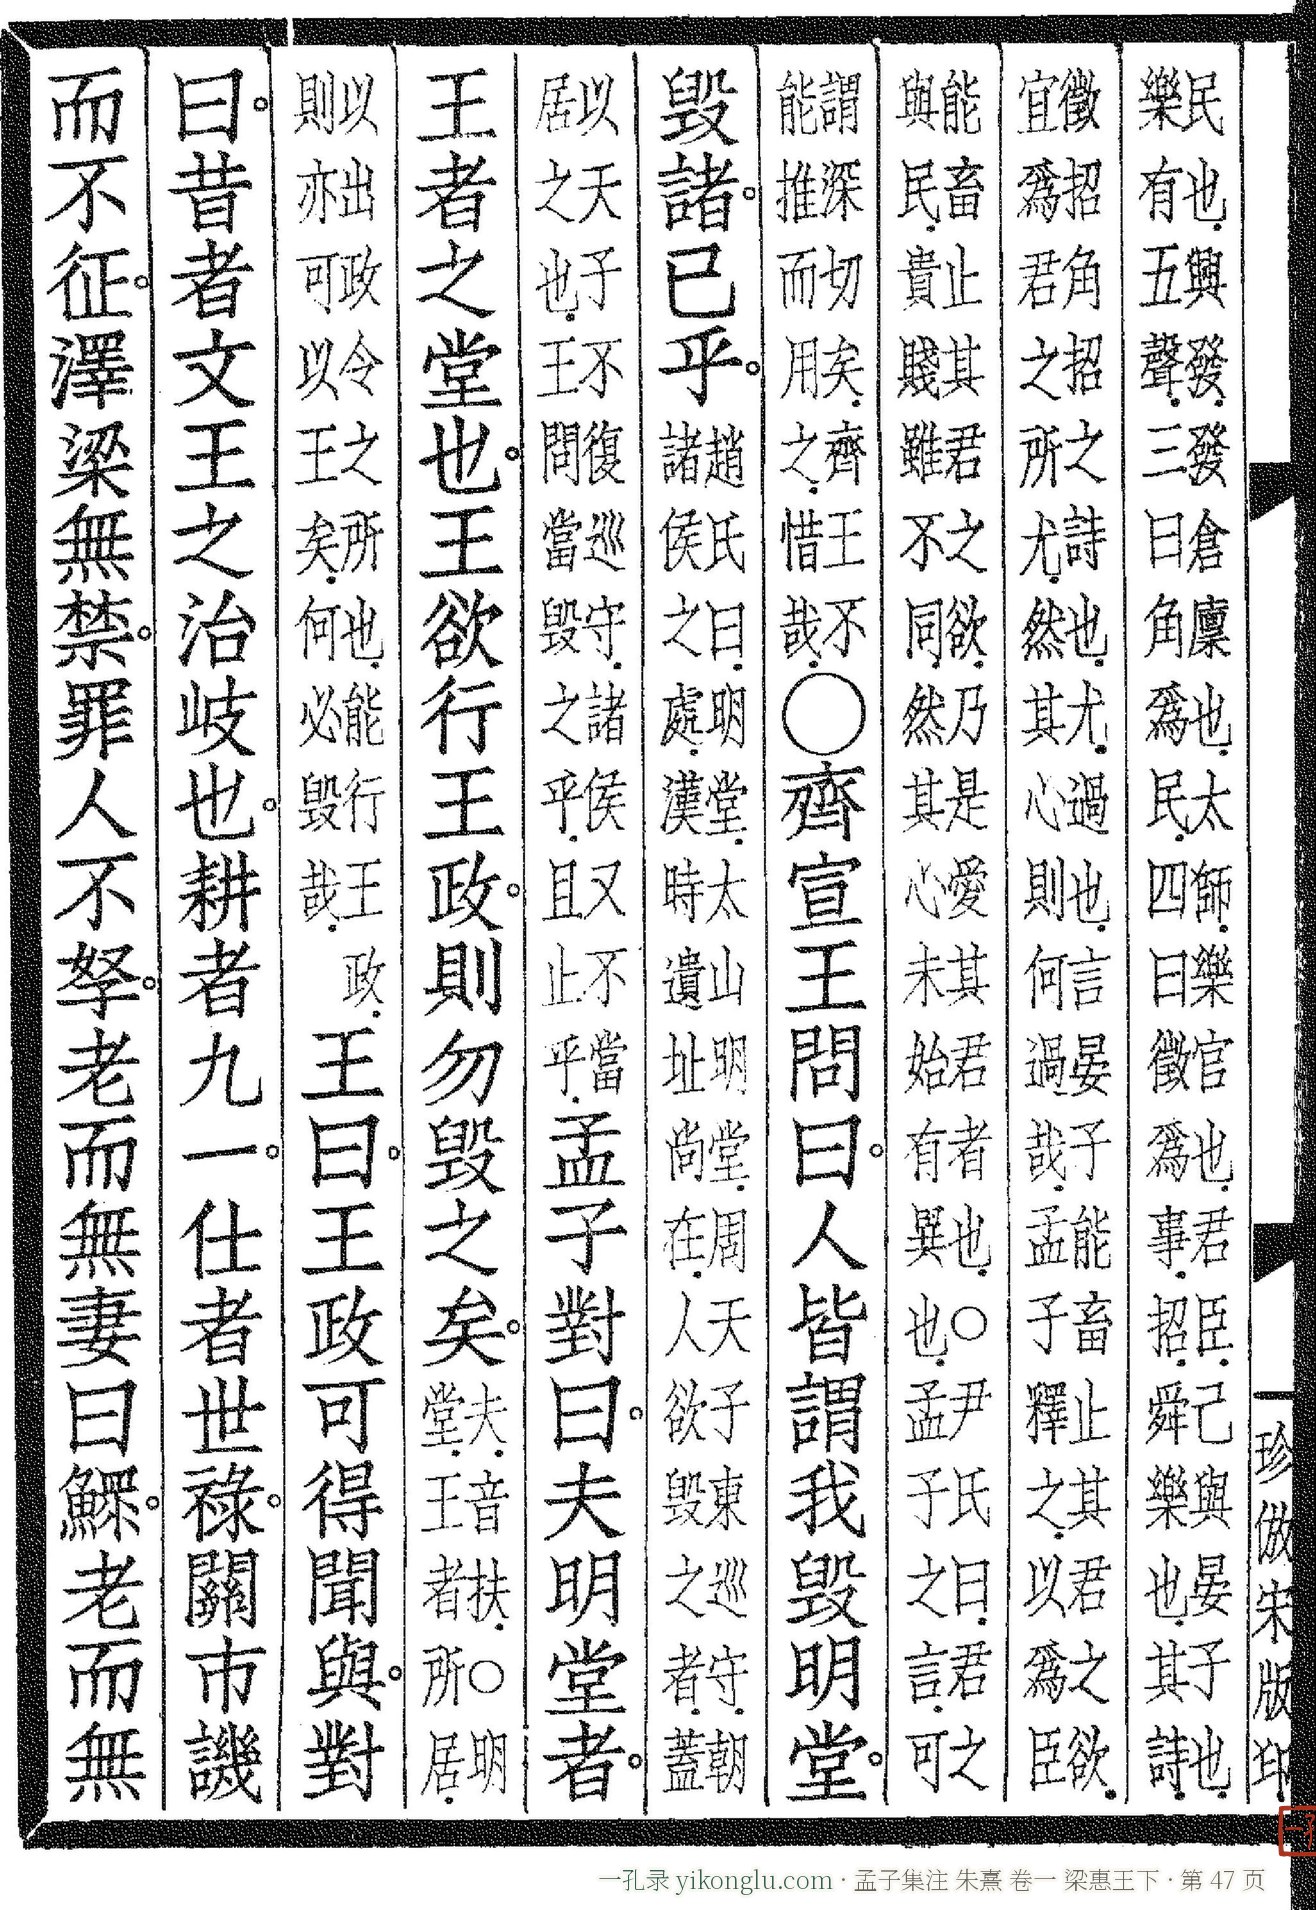 民也。興發。發倉廩也。太師。樂官也。君臣。己與晏子也。
樂有五聲。三曰角爲民。四曰徵爲事。招。舜樂也。其詩。
徵招角招之詩也。尤。過也。言晏子能畜止其君之欲。
宜爲君之所尤。然其心則何過哉。孟子釋之。以爲臣
能畜止其君之欲。乃是愛其君者也。○尹氏曰。君之
與民。貴賤雖不同。然其心未始有異也。孟子之言。可
謂深切矣。齊王不
能推而用之。惜哉。
○齊宣王問曰。人皆謂我毀明堂。
毀諸。已乎。
趙氏曰。明堂。太山明堂。周天子東巡守。朝
諸侯之處。漢時遺址尚在。人欲毀之者。蓋
以天子不復巡守。諸侯又不當
居之也。王問當毀之乎。且止乎。
孟子對曰。夫明堂者。
王者之堂也。王欲行王政。則勿毀之矣。
夫。音扶。○明
堂。王者所居。
以出政令之所也。能行王政。
則亦可以王矣。何必毀哉。
王曰。王政可得聞與。對
曰。昔者文王之治岐也。耕者九一。仕者世祿。關市譏
而不征。澤梁無禁。罪人不孥。老而無妻曰鰥。老而無
珍倣宋版印
一孔录 yikonglu.com · 孟子集注 朱熹 卷一 梁惠王下 · 第 47 页